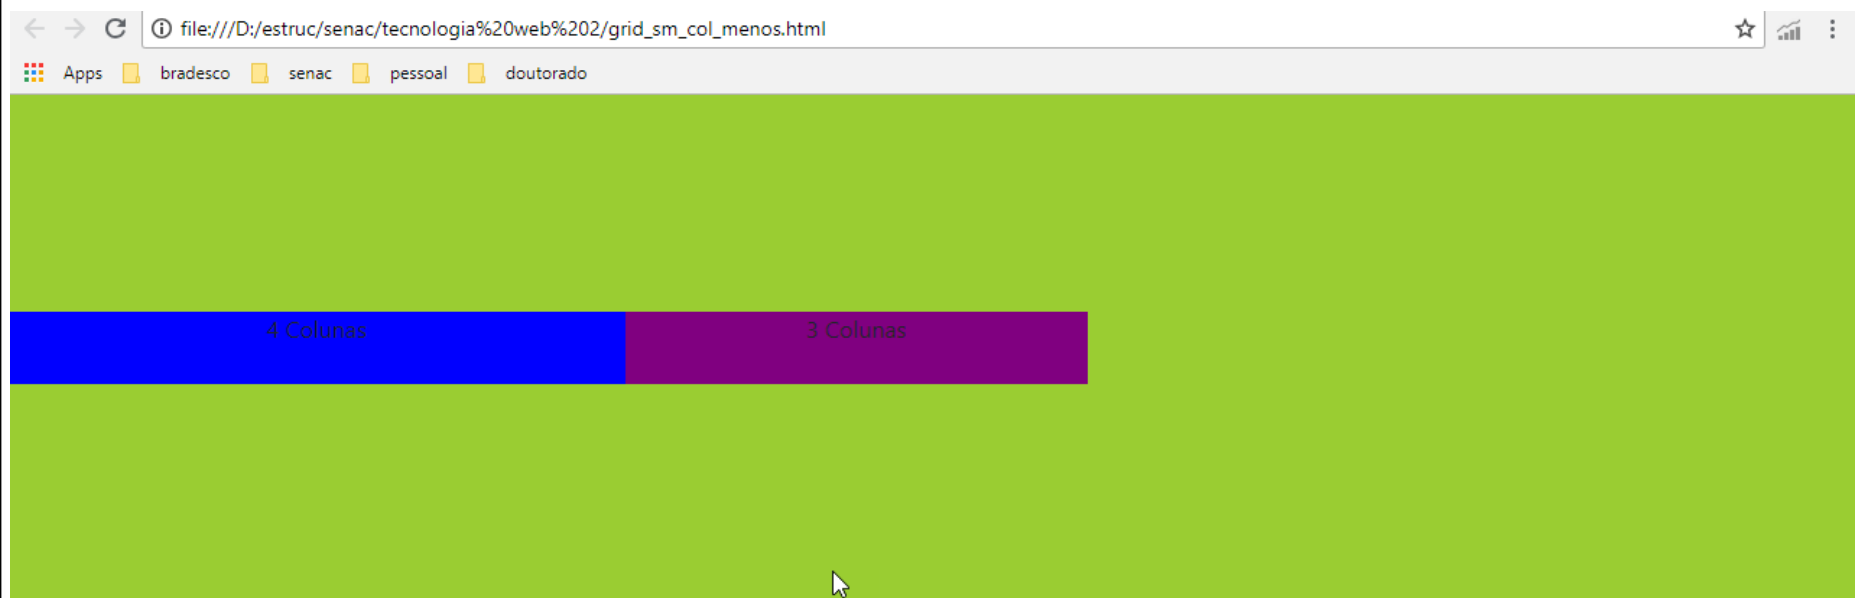 file:///D:/estruc/senac/tecnologia%20web%202/grid_sm_col_menos.html
Apps bradesco senac pessoal doutorado
4 Colunas 3 Colunas